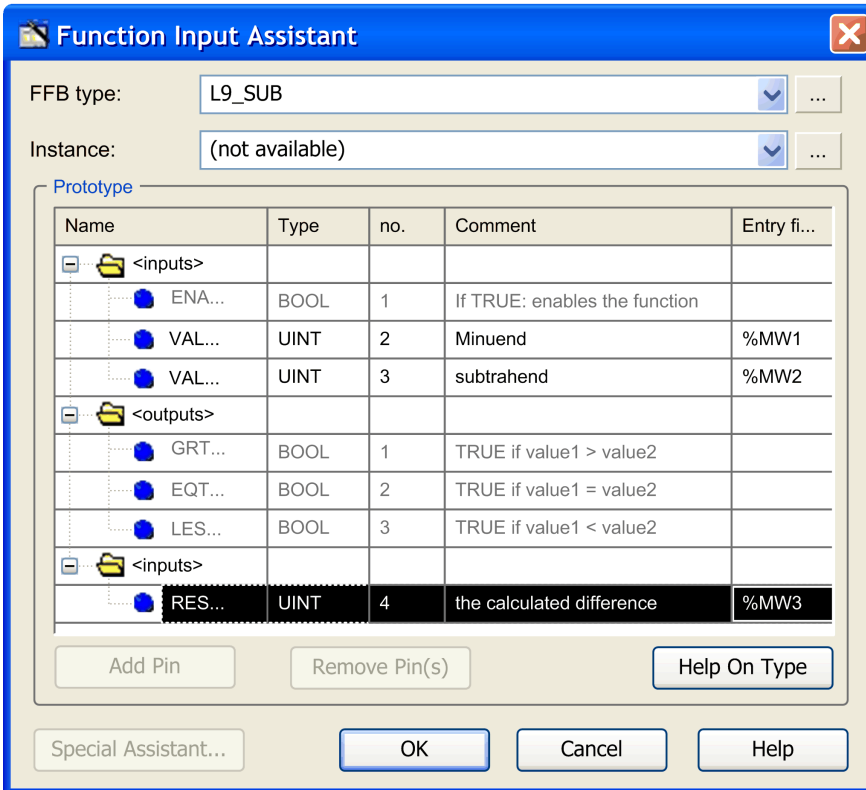 Function Input Assistant
FFB type: L9_SUB ...
Instance: (not available) ...
Prototype
Name Type no. Comment Entry fi...
<inputs>
ENA... BOOL 1 If TRUE: enables the function
VAL... UINT 2 Minuend %MW1
VAL... UINT 3 subtrahend %MW2
<outputs>
GRT... BOOL 1 TRUE if value1 > value2
EQT... BOOL 2 TRUE if value1 = value2
LES... BOOL 3 TRUE if value1 < value2
<inputs>
RES... UINT 4 the calculated difference %MW3
Add Pin Remove Pin(s) Help On Type
Special Assistant... OK Cancel Help